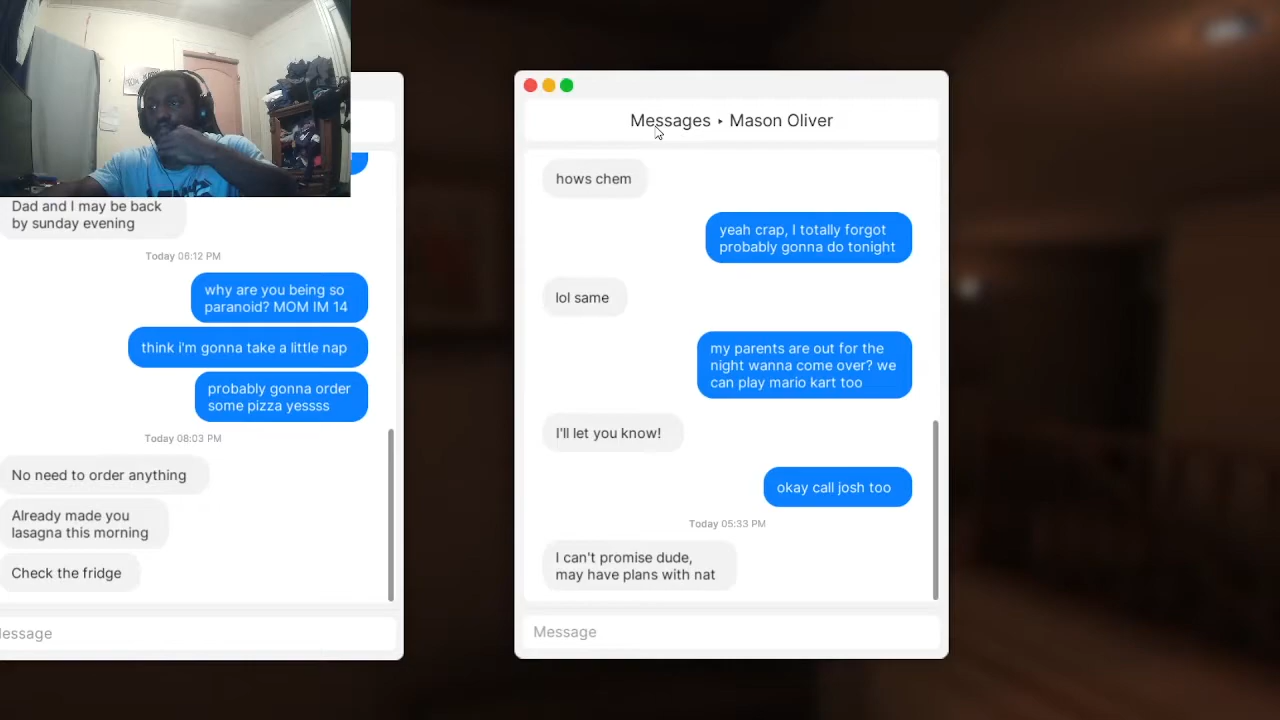 Dad and I may be back
by sunday evening
Today 06:12 PM
why are you being so
paranoid? MOM IM 14
think i'm gonna take a little nap
probably gonna order
some pizza yessss
Today 08:03 PM
No need to order anything
Already made you
lasagna this morning
Check the fridge
Messages ‣ Mason Oliver
hows chem
yeah crap, I totally forgot
probably gonna do tonight
lol same
my parents are out for the
night wanna come over? we
can play mario kart too
I'll let you know!
okay call josh too
Today 05:33 PM
I can't promise dude,
may have plans with nat
Message